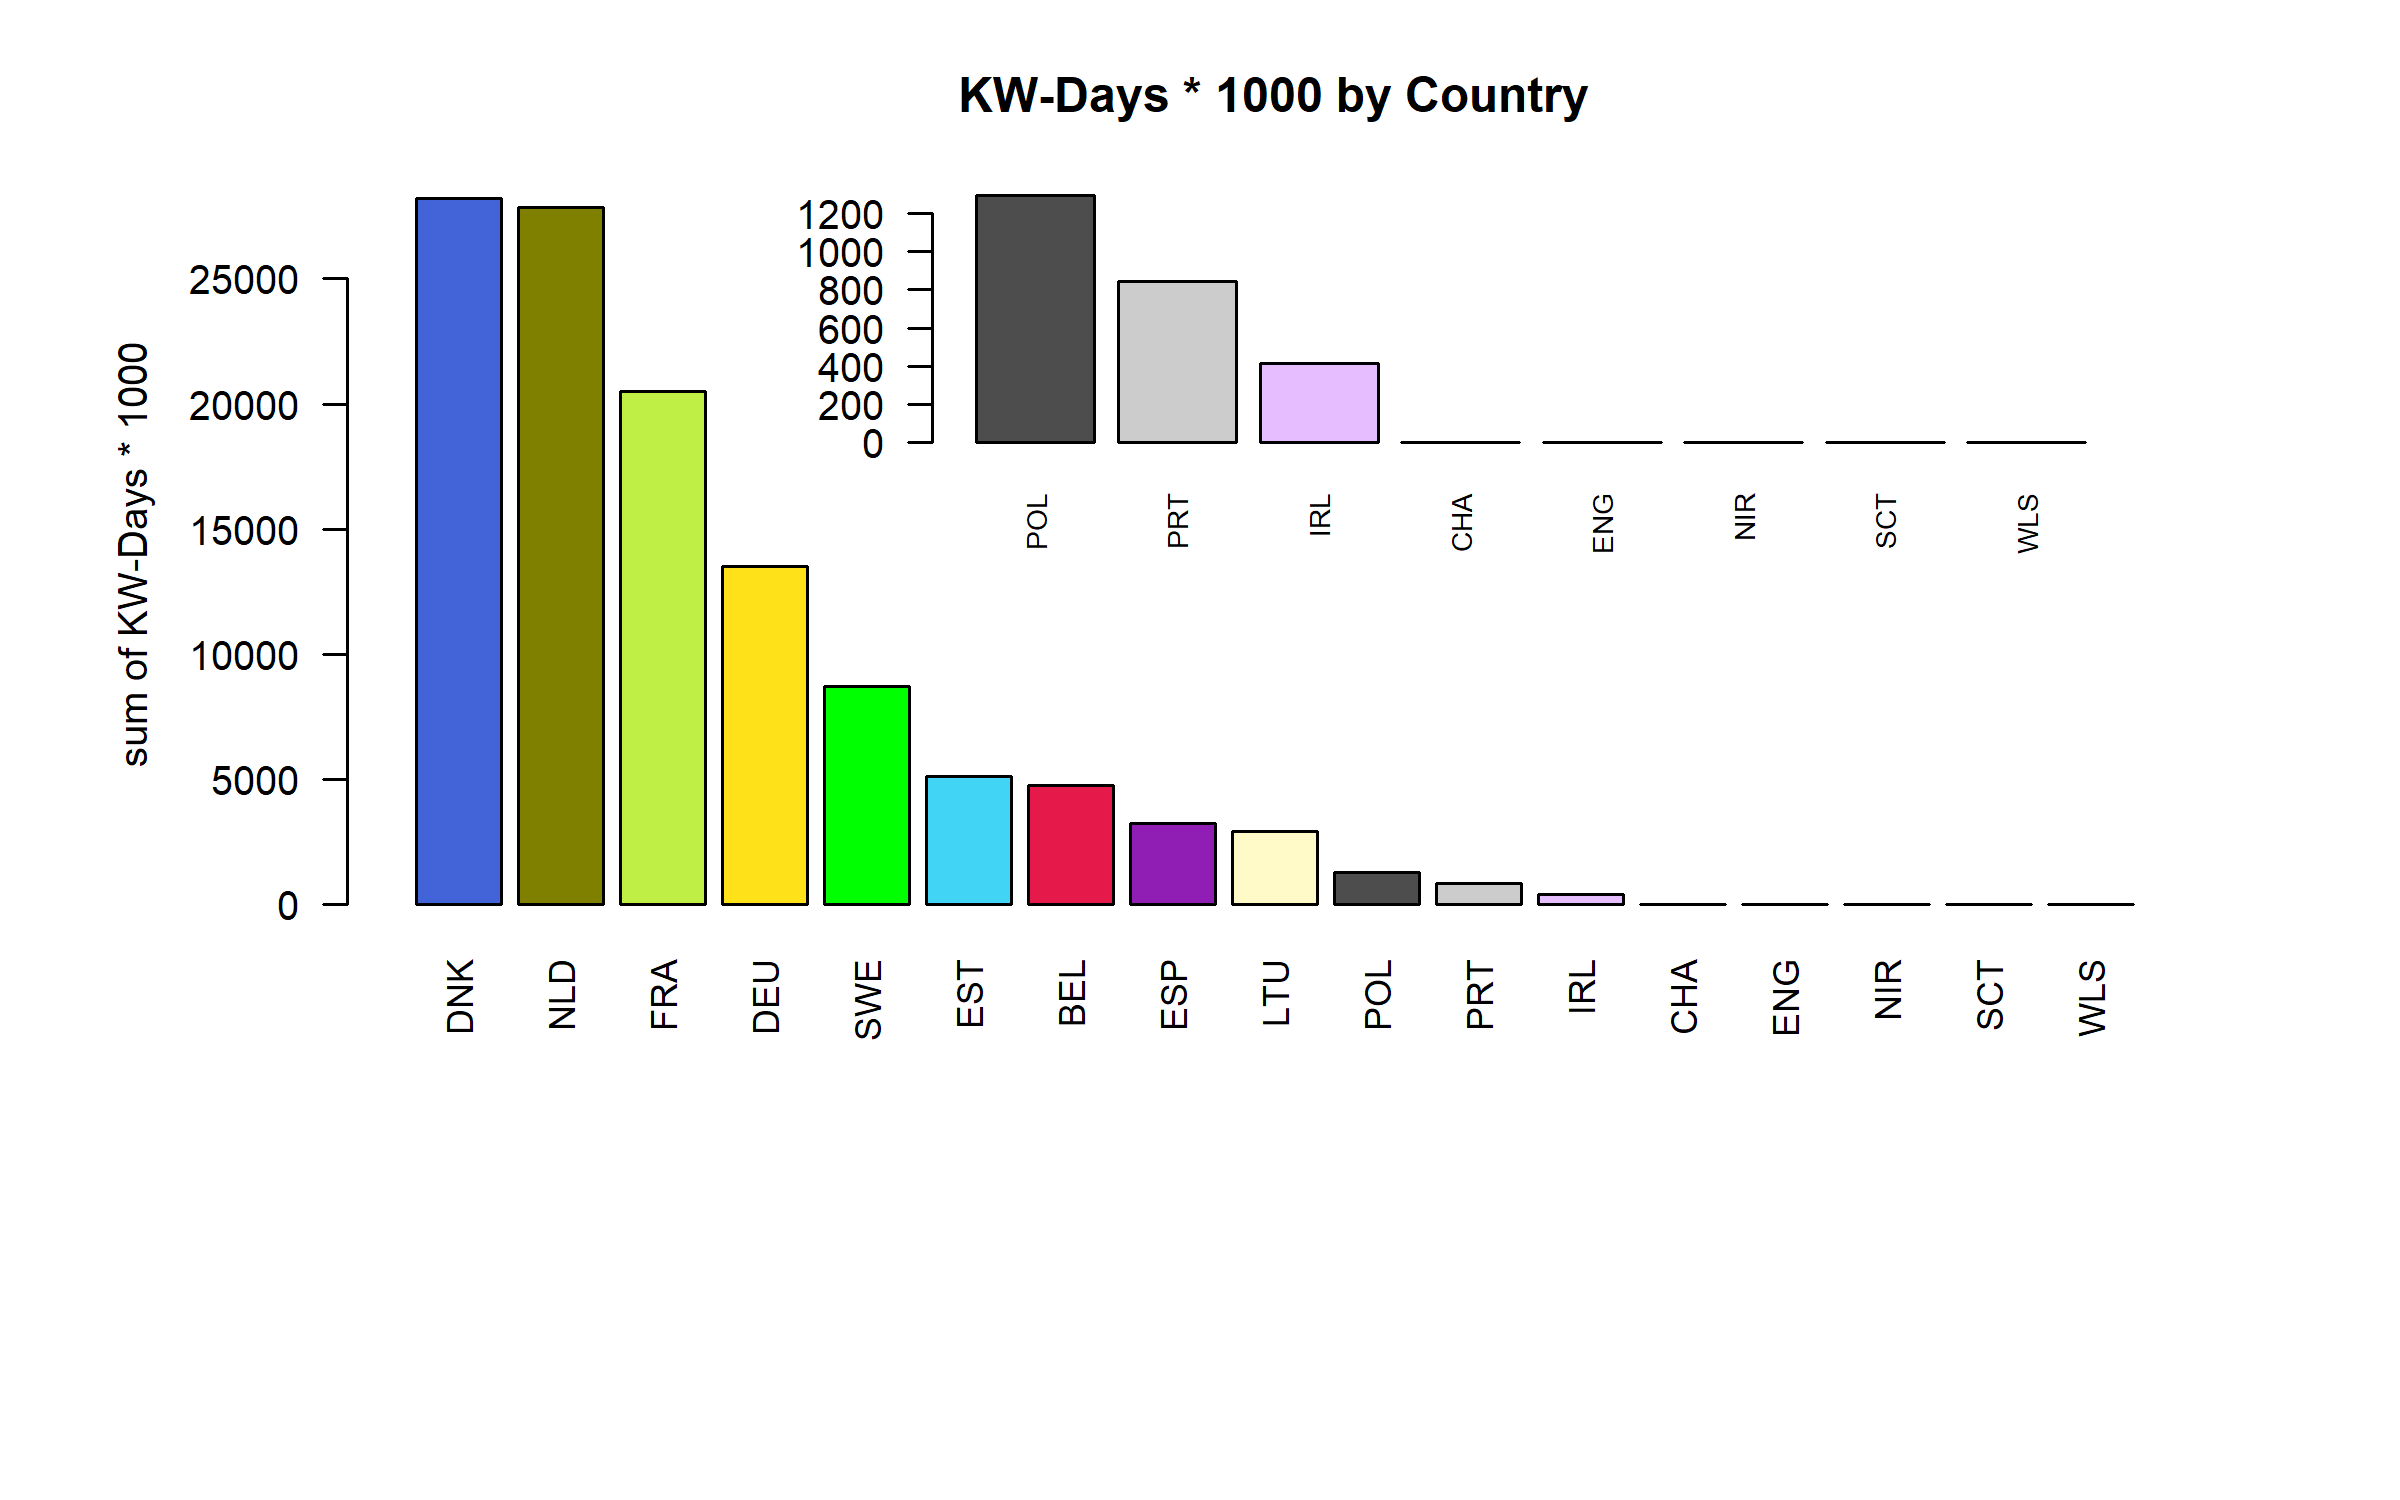 KW-Days * 1000 by Country
sum of KW-Days * 1000
25000
20000
15000
10000
5000
0
1200
1000
800
600
400
200
0
POL
PRT
IRL
CHA
ENG
NIR
SCT
WLS
DNK
NLD
FRA
DEU
SWE
EST
BEL
ESP
LTU
POL
PRT
IRL
CHA
ENG
NIR
SCT
WLS